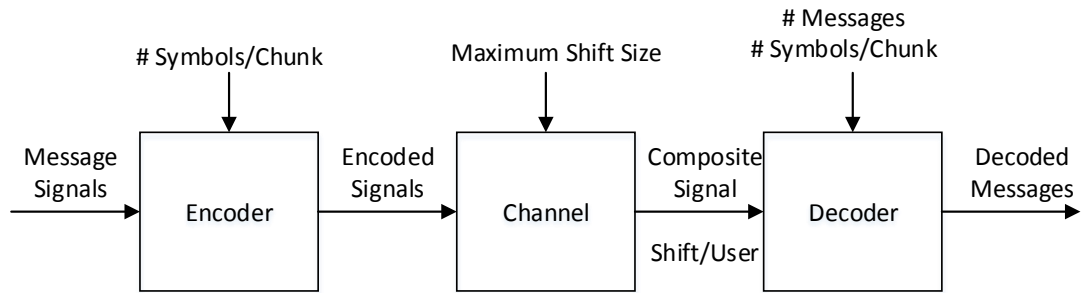 # Messages
# Symbols/Chunk
Maximum Shift Size
# Symbols/Chunk
Message
Signals
Encoder
Encoded
Signals
Channel
Composite
Signal
Shift/User
Decoder
Decoded
Messages